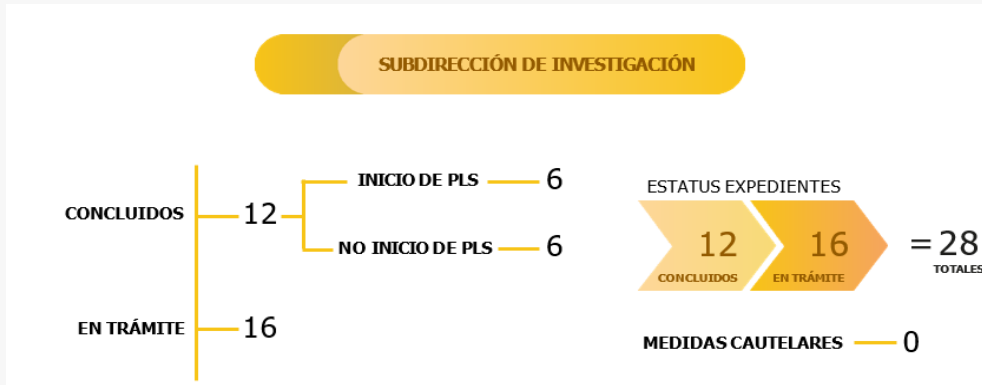 SUBDIRECCIÓN DE INVESTIGACIÓN
CONCLUIDOS 12
INICIO DE PLS 6
NO INICIO DE PLS 6
EN TRÁMITE 16
ESTATUS EXPEDIENTES
12 16 = 28
CONCLUIDOS EN TRÁMITE TOTALES
MEDIDAS CAUTELARES 0